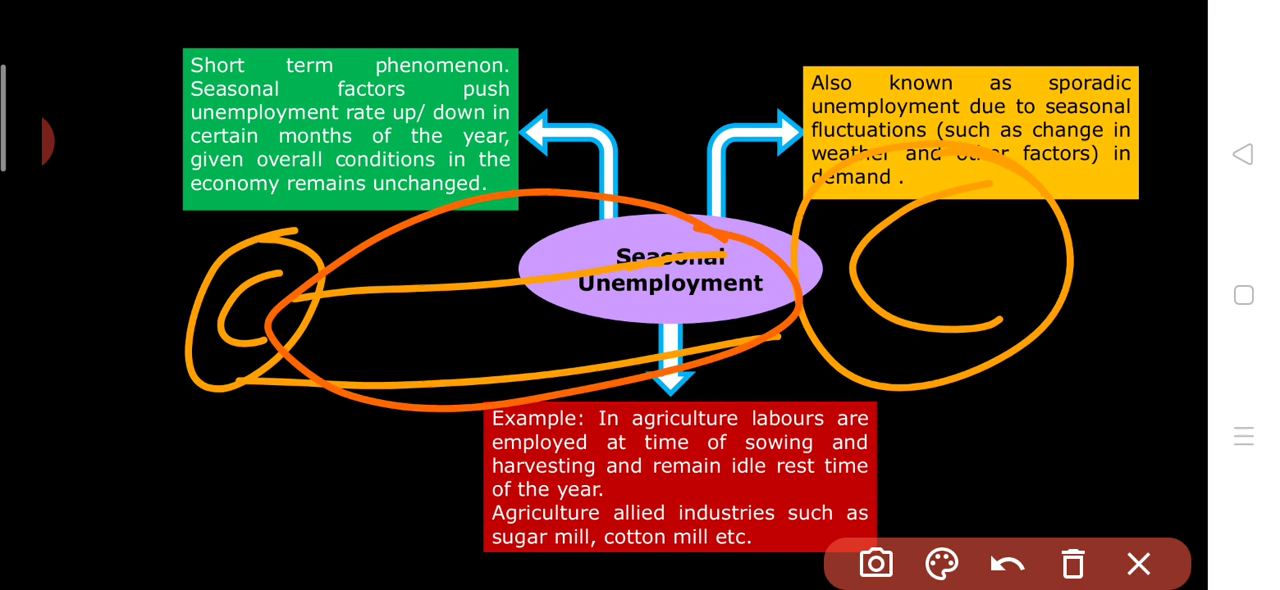 Short term phenomenon.
Seasonal factors push
unemployment rate up/ down in
certain months of the year,
given overall conditions in the
economy remains unchanged.
Also known as sporadic
unemployment due to seasonal
fluctuations (such as change in
weather and other factors) in
demand .
Seasonal
Unemployment
Example: In agriculture labours are
employed at time of sowing and
harvesting and remain idle rest time
of the year.
Agriculture allied industries such as
sugar mill, cotton mill etc.